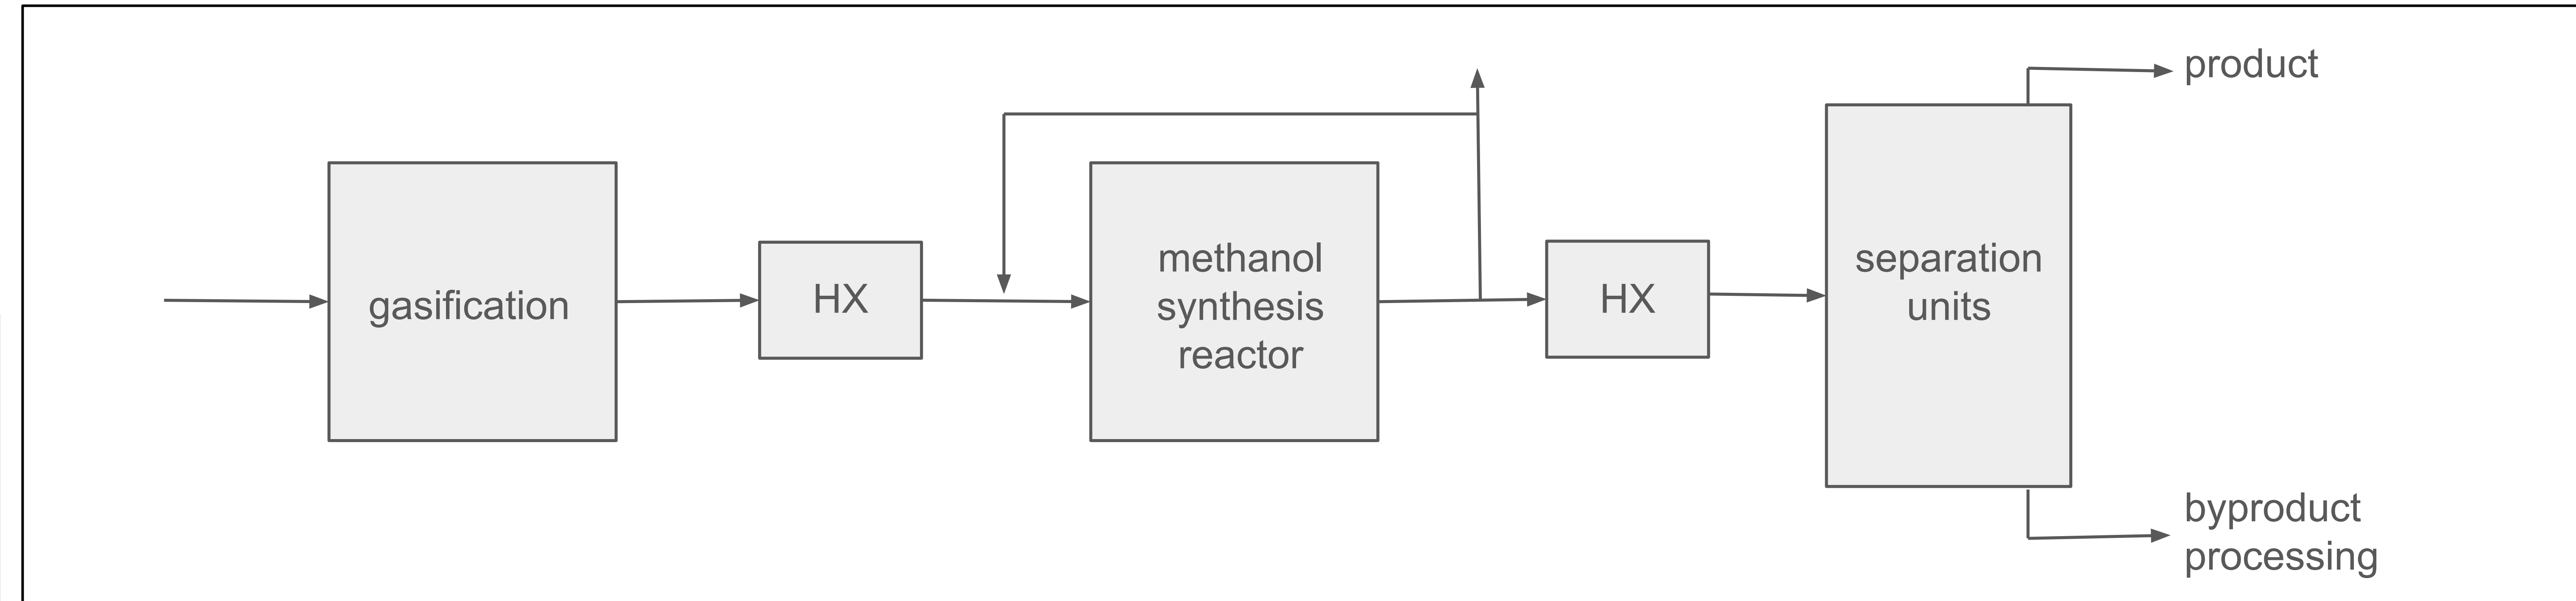 gasification
HX
methanol
synthesis
reactor
HX
separation
units
product
byproduct
processing